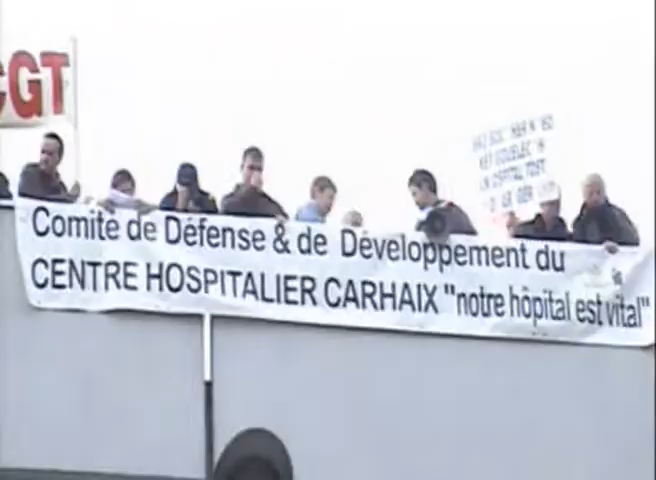 CGT
Comité de Défense & de Développement du
CENTRE HOSPITALIER CARHAIX "notre hôpital est vital"